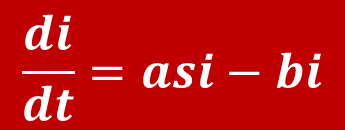 di/dt = asi − bi